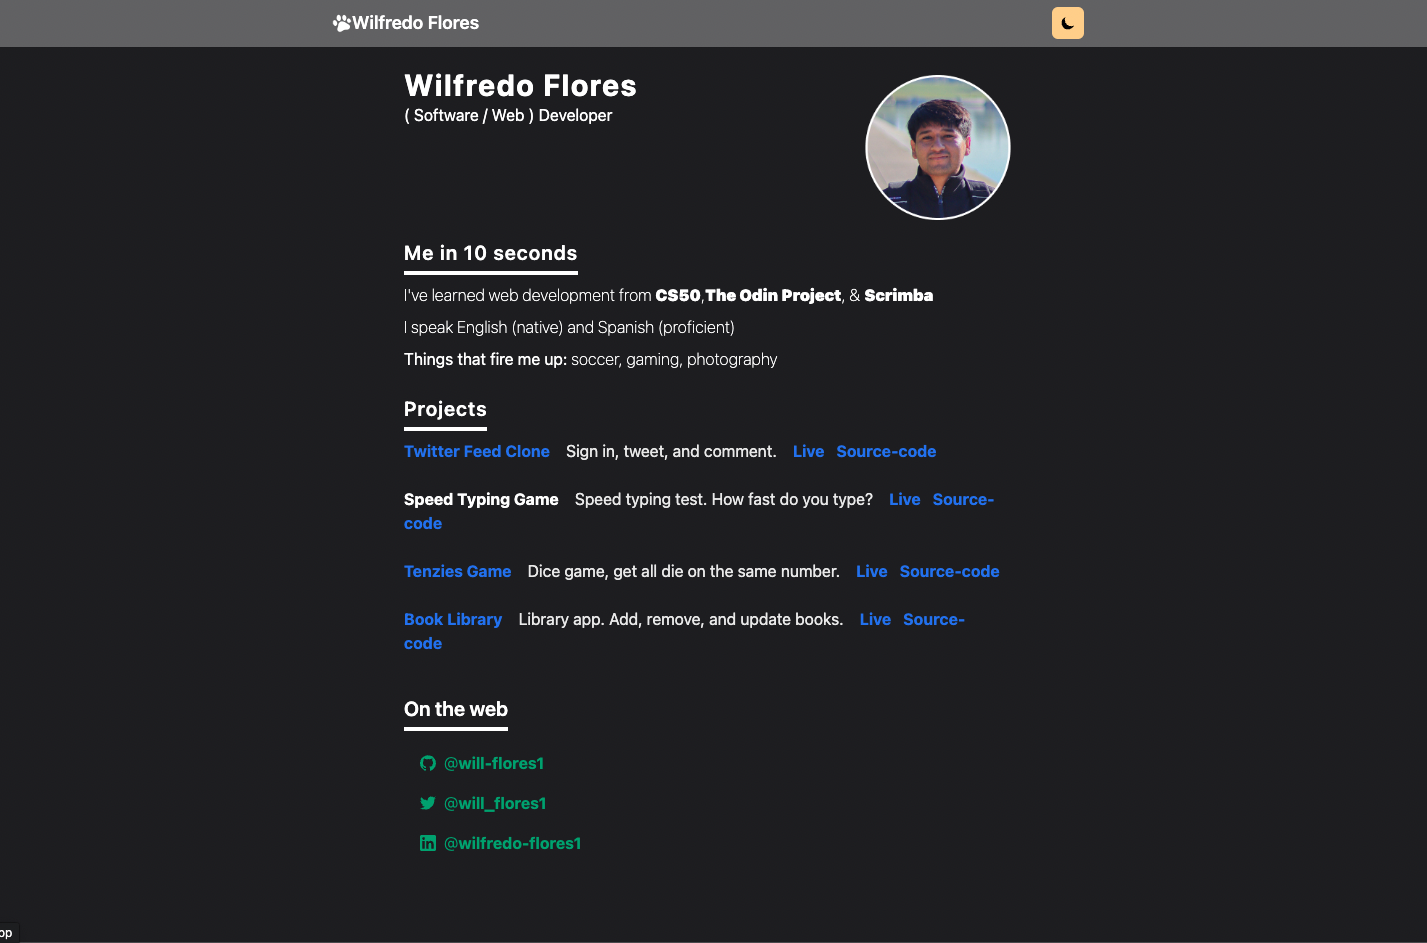 Wilfredo Flores
Wilfredo Flores
( Software / Web ) Developer
Me in 10 seconds
I've learned web development from CS50,The Odin Project, & Scrimba
I speak English (native) and Spanish (proficient)
Things that fire me up: soccer, gaming, photography
Projects
Twitter Feed Clone Sign in, tweet, and comment. Live Source-code
Speed Typing Game Speed typing test. How fast do you type? Live Source-
code
Tenzies Game Dice game, get all die on the same number. Live Source-code
Book Library Library app. Add, remove, and update books. Live Source-
code
On the web
@will-flores1
@will_flores1
@wilfredo-flores1
op